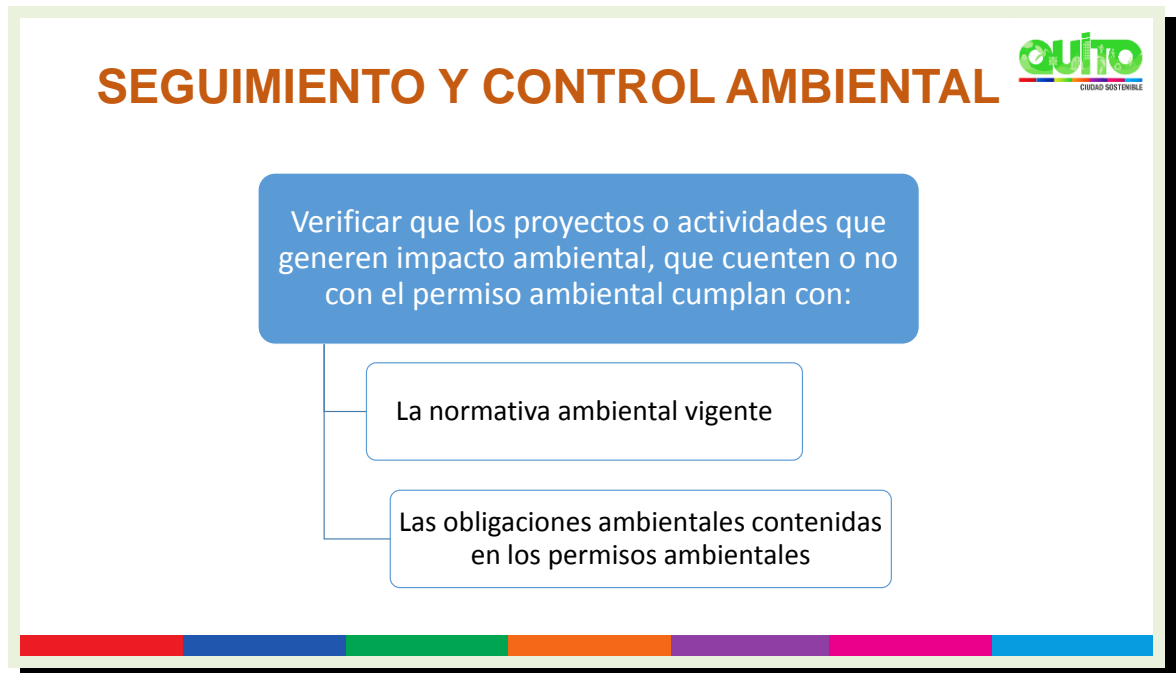 SEGUIMIENTO Y CONTROL AMBIENTAL
QUITO
CIUDAD SOSTENIBLE
Verificar que los proyectos o actividades que
generen impacto ambiental, que cuenten o no
con el permiso ambiental cumplan con:
La normativa ambiental vigente
Las obligaciones ambientales contenidas
en los permisos ambientales